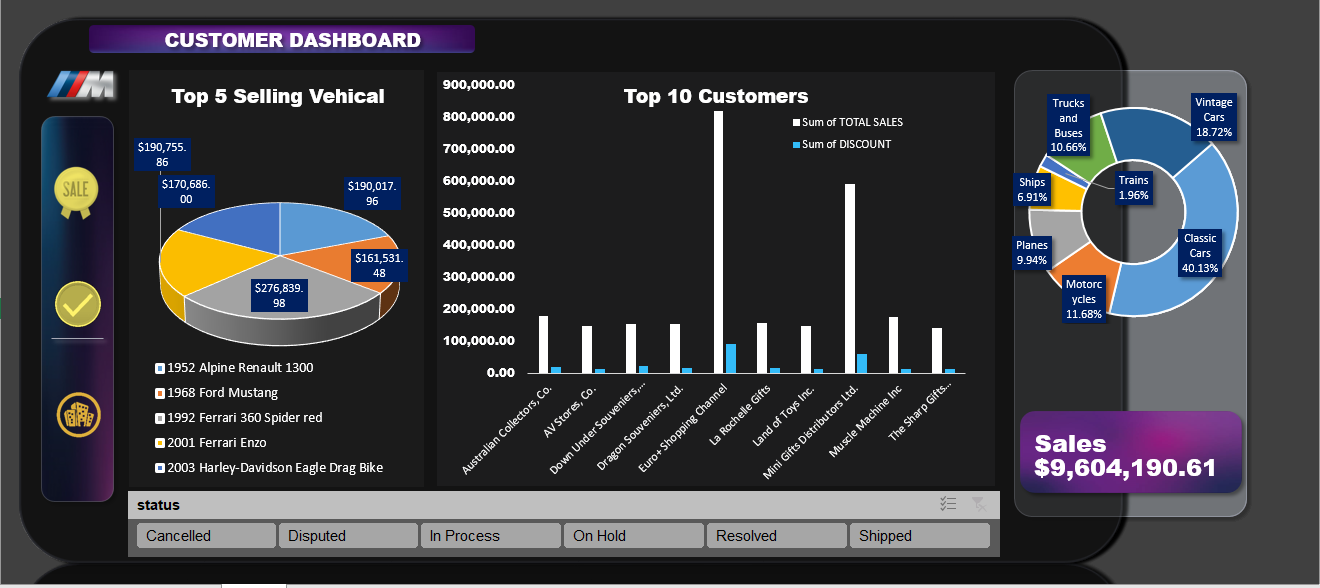 CUSTOMER DASHBOARD
M
SALE
Top 5 Selling Vehical
$190,755.
86
$170,686.
00
$190,017.
96
$161,531.
48
$276,839.
98
1952 Alpine Renault 1300
1968 Ford Mustang
1992 Ferrari 360 Spider red
2001 Ferrari Enzo
2003 Harley-Davidson Eagle Drag Bike
Top 10 Customers
Sum of TOTAL SALES
Sum of DISCOUNT
900,000.00
800,000.00
700,000.00
600,000.00
500,000.00
400,000.00
300,000.00
200,000.00
100,000.00
0.00
Australian Collectors, Co.
AV Stores, Co.
Down Under Souveniers,...
Dragon Souveniers, Ltd.
Euro+ Shopping Channel
La Rochelle Gifts
Land of Toys Inc.
Mini Gifts Distributors Ltd.
Muscle Machine Inc
The Sharp Gifts...
Trucks
and
Buses
10.66%
Vintage
Cars
18.72%
Trains
1.96%
Ships
6.91%
Planes
9.94%
Classic
Cars
40.13%
Motorc
ycles
11.68%
Sales
$9,604,190.61
status
Cancelled
Disputed
In Process
On Hold
Resolved
Shipped